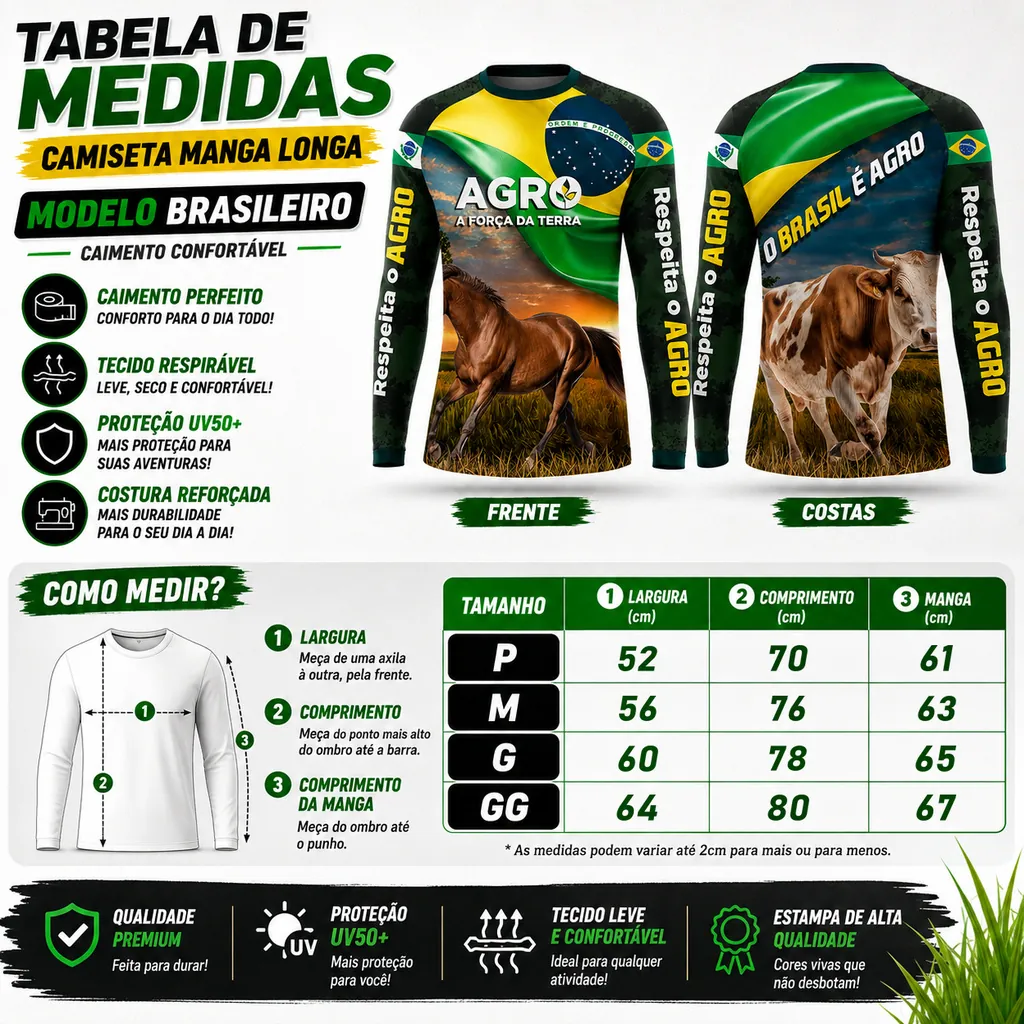 TABELA DE
MEDIDAS
CAMISETA MANGA LONGA
MODELO BRASILEIRO
CAIMENTO CONFORTÁVEL
CAIMENTO PERFEITO
CONFORTO PARA O DIA TODO!
TECIDO RESPIRÁVEL
LEVE, SECO E CONFORTÁVEL!
PROTEÇÃO UV50+
MAIS PROTEÇÃO PARA
SUAS AVENTURAS!
COSTURA REFORÇADA
MAIS DURABILIDADE
PARA O SEU DIA A DIA!
ORDEM E PROGRESSO
AGRO
A FORÇA DA TERRA
Respeita o AGRO
Respeita o AGRO
FRENTE
O BRASIL É AGRO
Respeita o AGRO
Respeita o AGRO
COSTAS
COMO MEDIR?
1
2
3
1 LARGURA
Meça de uma axila
à outra, pela frente.
2 COMPRIMENTO
Meça do ponto mais alto
do ombro até a barra.
3 COMPRIMENTO
DA MANGA
Meça do ombro até
o punho.
TAMANHO 1 LARGURA (cm) 2 COMPRIMENTO (cm) 3 MANGA (cm)
P 52 70 61
M 56 76 63
G 60 78 65
GG 64 80 67
* As medidas podem variar até 2cm para mais ou para menos.
QUALIDADE
PREMIUM
Feita para durar!
UV
PROTEÇÃO
UV50+
Mais proteção
para você!
TECIDO LEVE
E CONFORTÁVEL
Ideal para qualquer
atividade!
ESTAMPA DE ALTA
QUALIDADE
Cores vivas que
não desbotam!